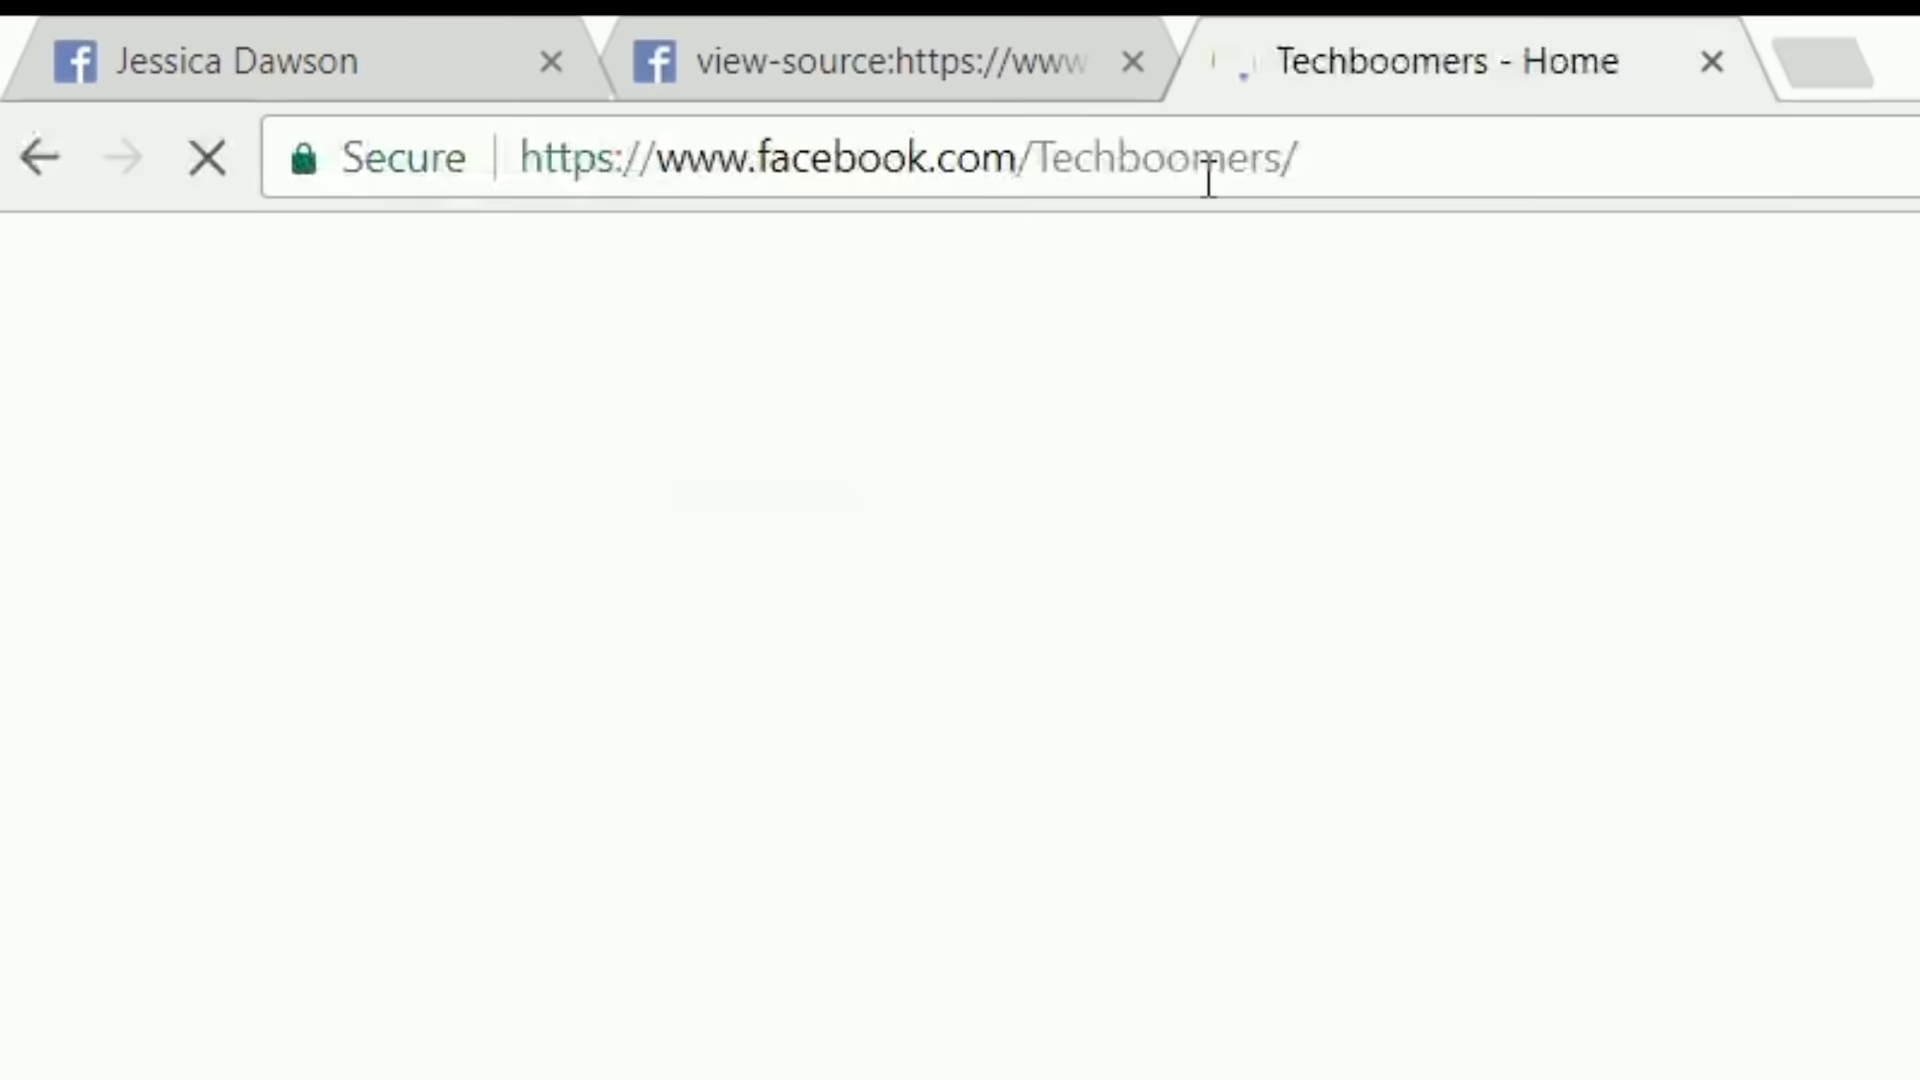 Jessica Dawson
view-source:https://www
Techboomers - Home
Secure
https://www.facebook.com/Techboomers/